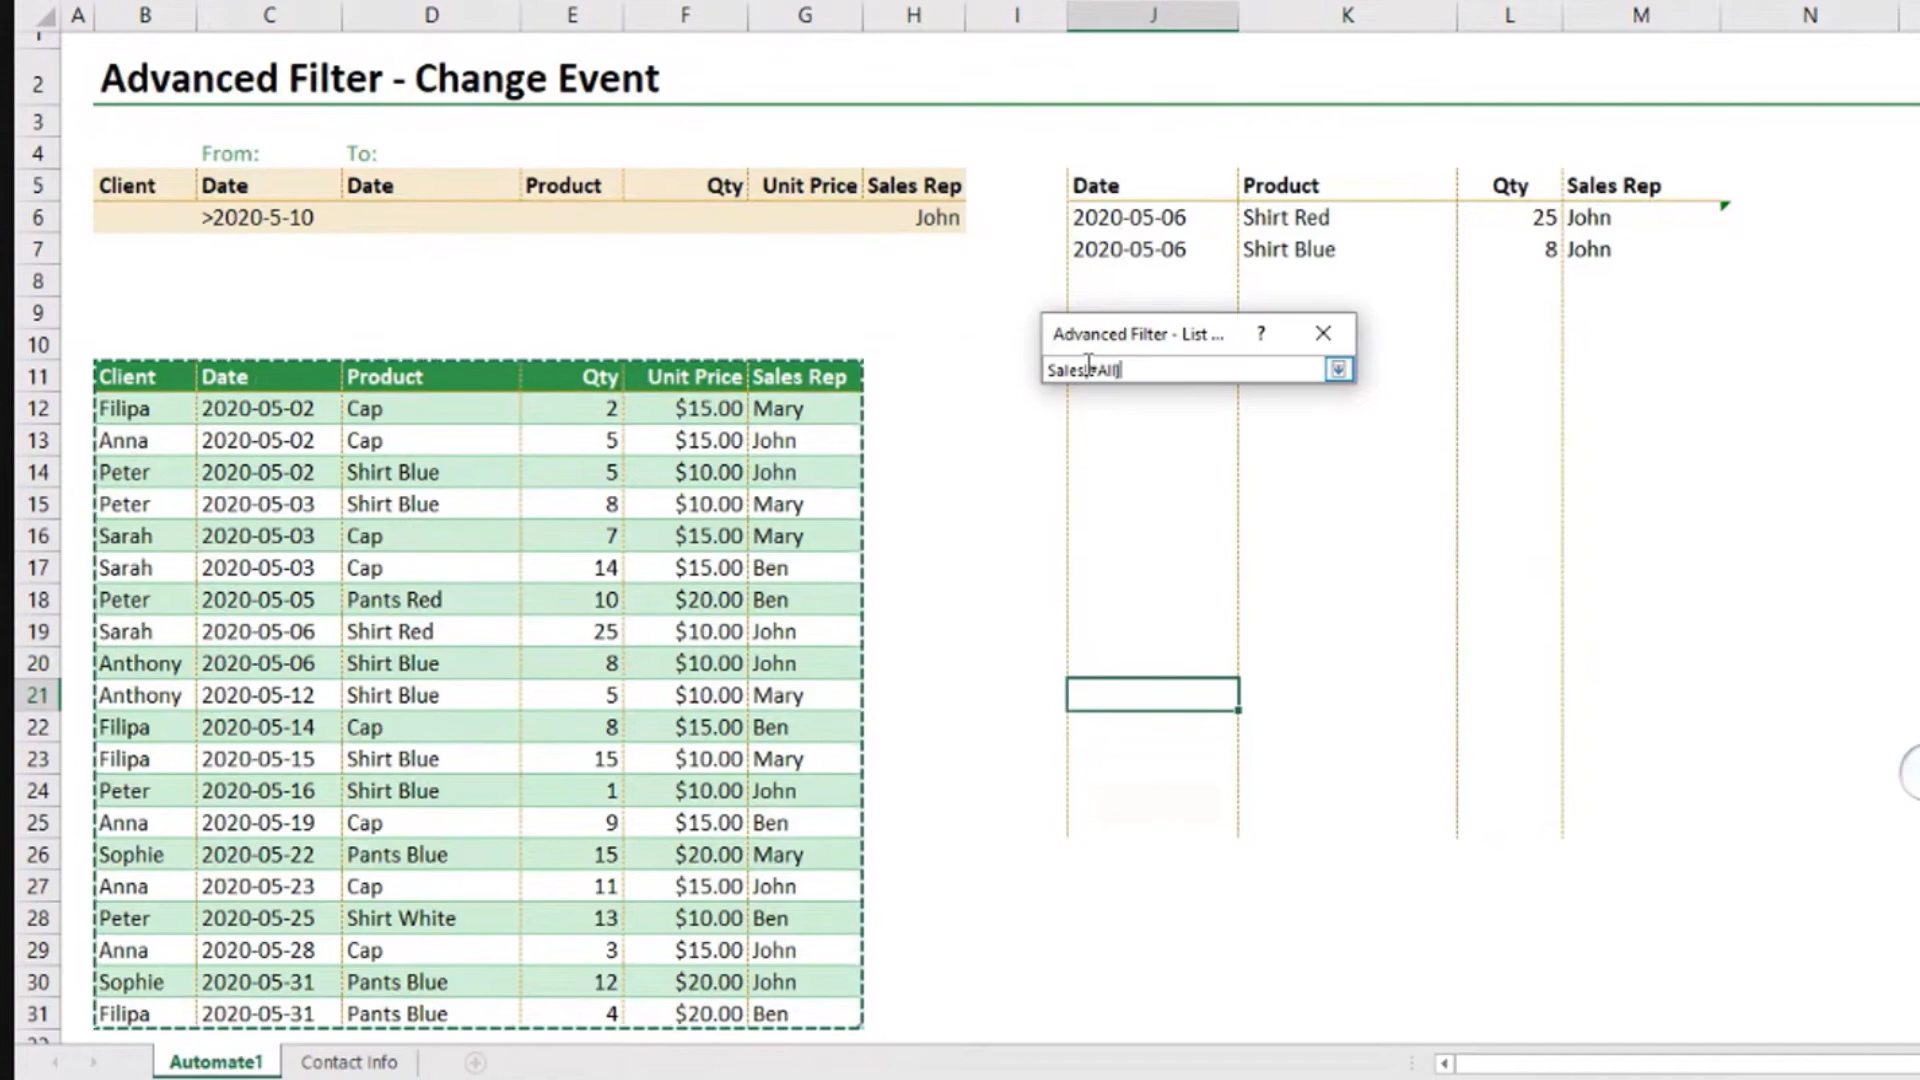 A B C D E F G H I J K L M N
2 Advanced Filter - Change Event
3
4 From: To:
5 Client Date Date Product Qty Unit Price Sales Rep Date Product Qty Sales Rep
6 >2020-5-10 John 2020-05-06 Shirt Red 25 John
7 2020-05-06 Shirt Blue 8 John
8
9
Advanced Filter - List ... ?
10
11 Client Date Product Qty Unit Price Sales Rep
12 Filipa 2020-05-02 Cap 2 $15.00 Mary
13 Anna 2020-05-02 Cap 5 $15.00 John
14 Peter 2020-05-02 Shirt Blue 5 $10.00 John
15 Peter 2020-05-03 Shirt Blue 8 $10.00 Mary
16 Sarah 2020-05-03 Cap 7 $15.00 Mary
17 Sarah 2020-05-03 Cap 14 $15.00 Ben
18 Peter 2020-05-05 Pants Red 10 $20.00 Ben
19 Sarah 2020-05-06 Shirt Red 25 $10.00 John
20 Anthony 2020-05-06 Shirt Blue 8 $10.00 John
21 Anthony 2020-05-12 Shirt Blue 5 $10.00 Mary
22 Filipa 2020-05-14 Cap 8 $15.00 Ben
23 Filipa 2020-05-15 Shirt Blue 15 $10.00 Mary
24 Peter 2020-05-16 Shirt Blue 1 $10.00 John
25 Anna 2020-05-19 Cap 9 $15.00 Ben
26 Sophie 2020-05-22 Pants Blue 15 $20.00 Mary
27 Anna 2020-05-23 Cap 11 $15.00 John
28 Peter 2020-05-25 Shirt White 13 $10.00 Ben
29 Anna 2020-05-28 Cap 3 $15.00 John
30 Sophie 2020-05-31 Pants Blue 12 $20.00 John
31 Filipa 2020-05-31 Pants Blue 4 $20.00 Ben
Automate1 Contact Info